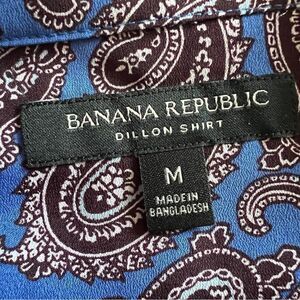 BANANA REPUBLIC
DILLON SHIRT
M
MADE IN
BANGLADESH